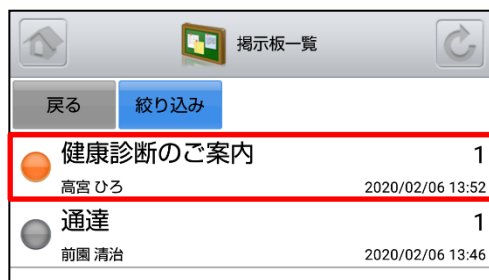 掲示板一覧
戻る 絞り込み
健康診断のご案内 1
高宮 ひろ 2020/02/06 13:52
通達 1
前園 清治 2020/02/06 13:46